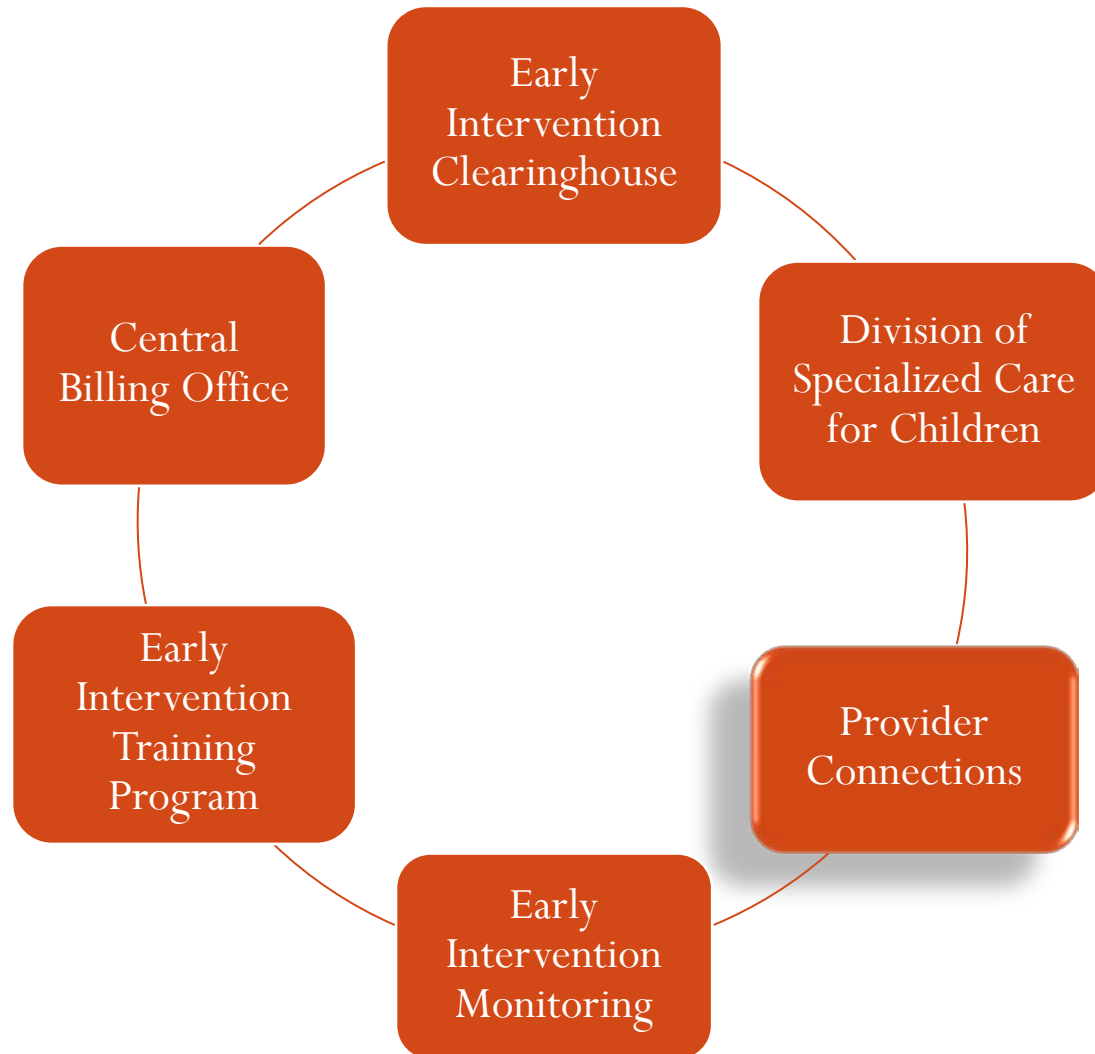 Early
Intervention
Clearinghouse
Division of
Specialized Care
for Children
Provider
Connections
Early
Intervention
Monitoring
Early
Intervention
Training
Program
Central
Billing Office